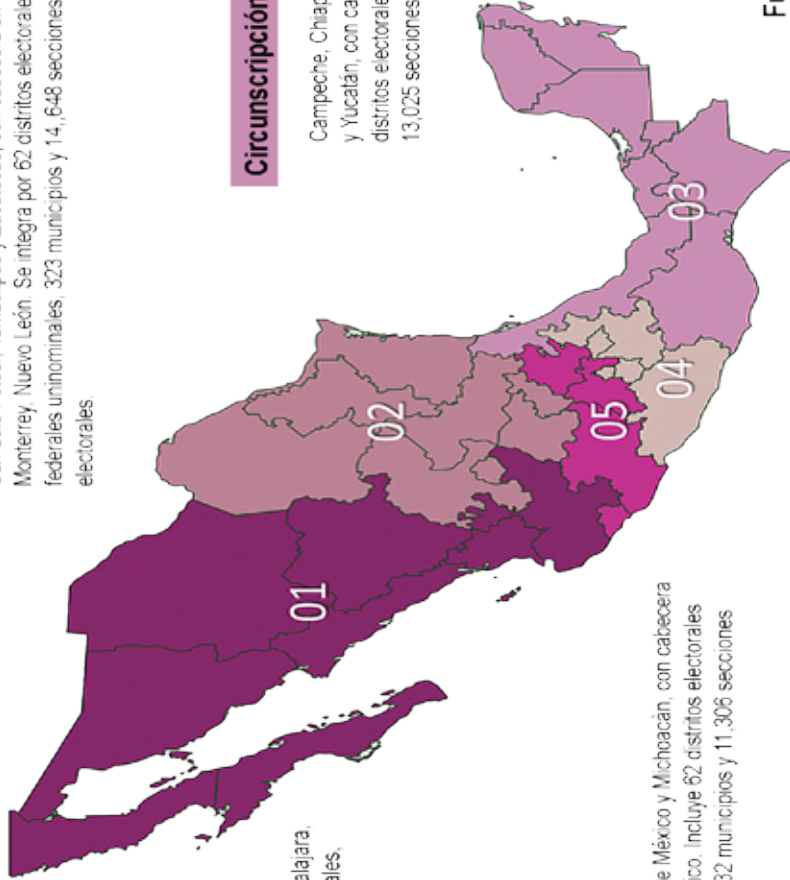 Monterrey, Nuevo León. Se integra por 62 distritos electorale
federales uninominales, 323 municipios y 14,,648 secciones
electorales.
Circunscripción
Campeche, Chiap
y Yucatán, con ca
distritos electorale
13,025 secciones
alajara,
ales,
01
02
03
04
05
e México y Michoacán, con cabecera
ico. Incluye 62 distritos electorales
32 municipios y 11,306 secciones
Fu